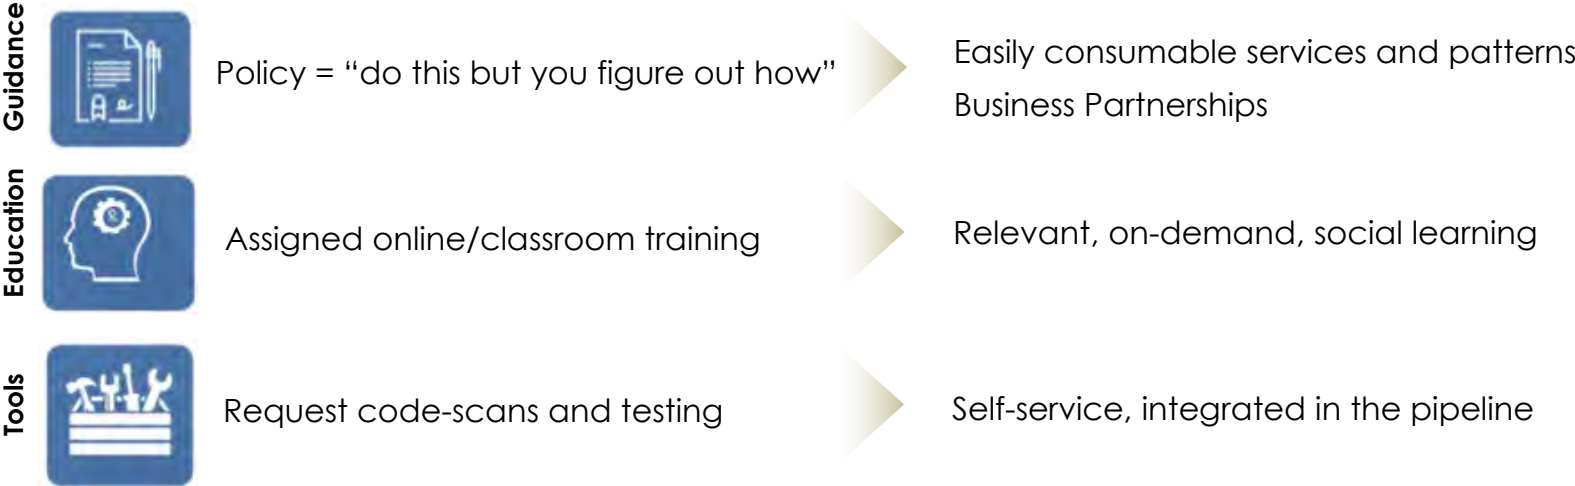 Guidance
Policy = “do this but you figure out how”
Easily consumable services and patterns
Business Partnerships
Education
Assigned online/classroom training
Relevant, on-demand, social learning
Tools
Request code-scans and testing
Self-service, integrated in the pipeline